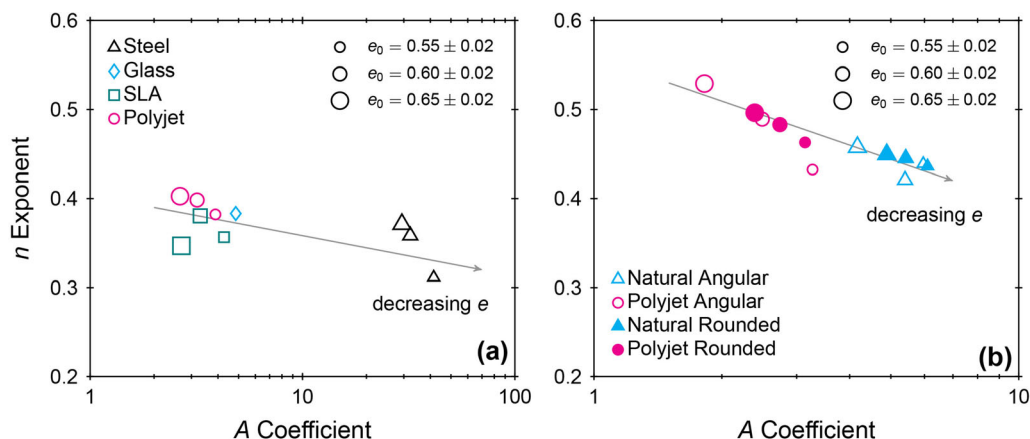 0.6
0.5
0.4
0.3
0.2
n Exponent
Steel
Glass
SLA
Polyjet
e0 = 0.55 ± 0.02
e0 = 0.60 ± 0.02
e0 = 0.65 ± 0.02
decreasing e
(a)
1 10 100
A Coefficient
0.6
0.5
0.4
0.3
0.2
e0 = 0.55 ± 0.02
e0 = 0.60 ± 0.02
e0 = 0.65 ± 0.02
decreasing e
Natural Angular
Polyjet Angular
Natural Rounded
Polyjet Rounded
(b)
1 10
A Coefficient